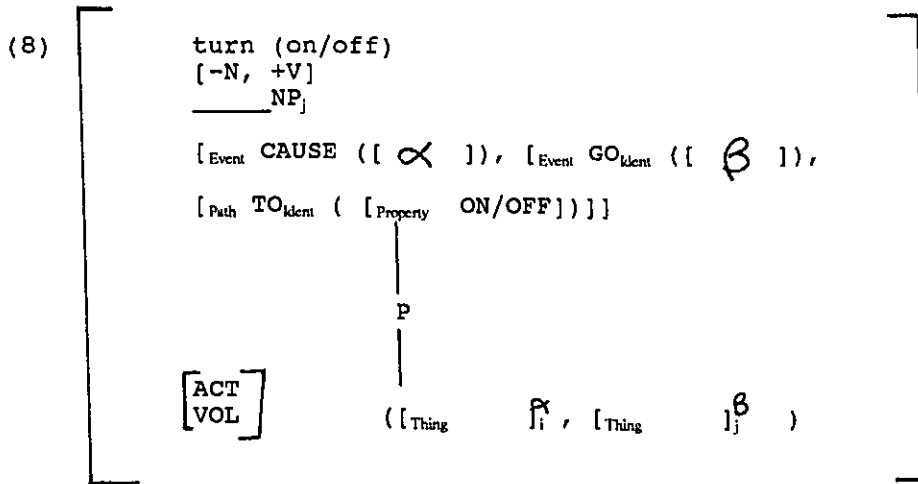 (8)
turn (on/off)
[-N, +V]
_____NPj
[Event CAUSE ([ α ]), [Event GOIdent ([ β ]),
[Path TOIdent ( [Property ON/OFF])]]
P
[ACT
VOL] ([Thing ]αi , [Thing ]βj )